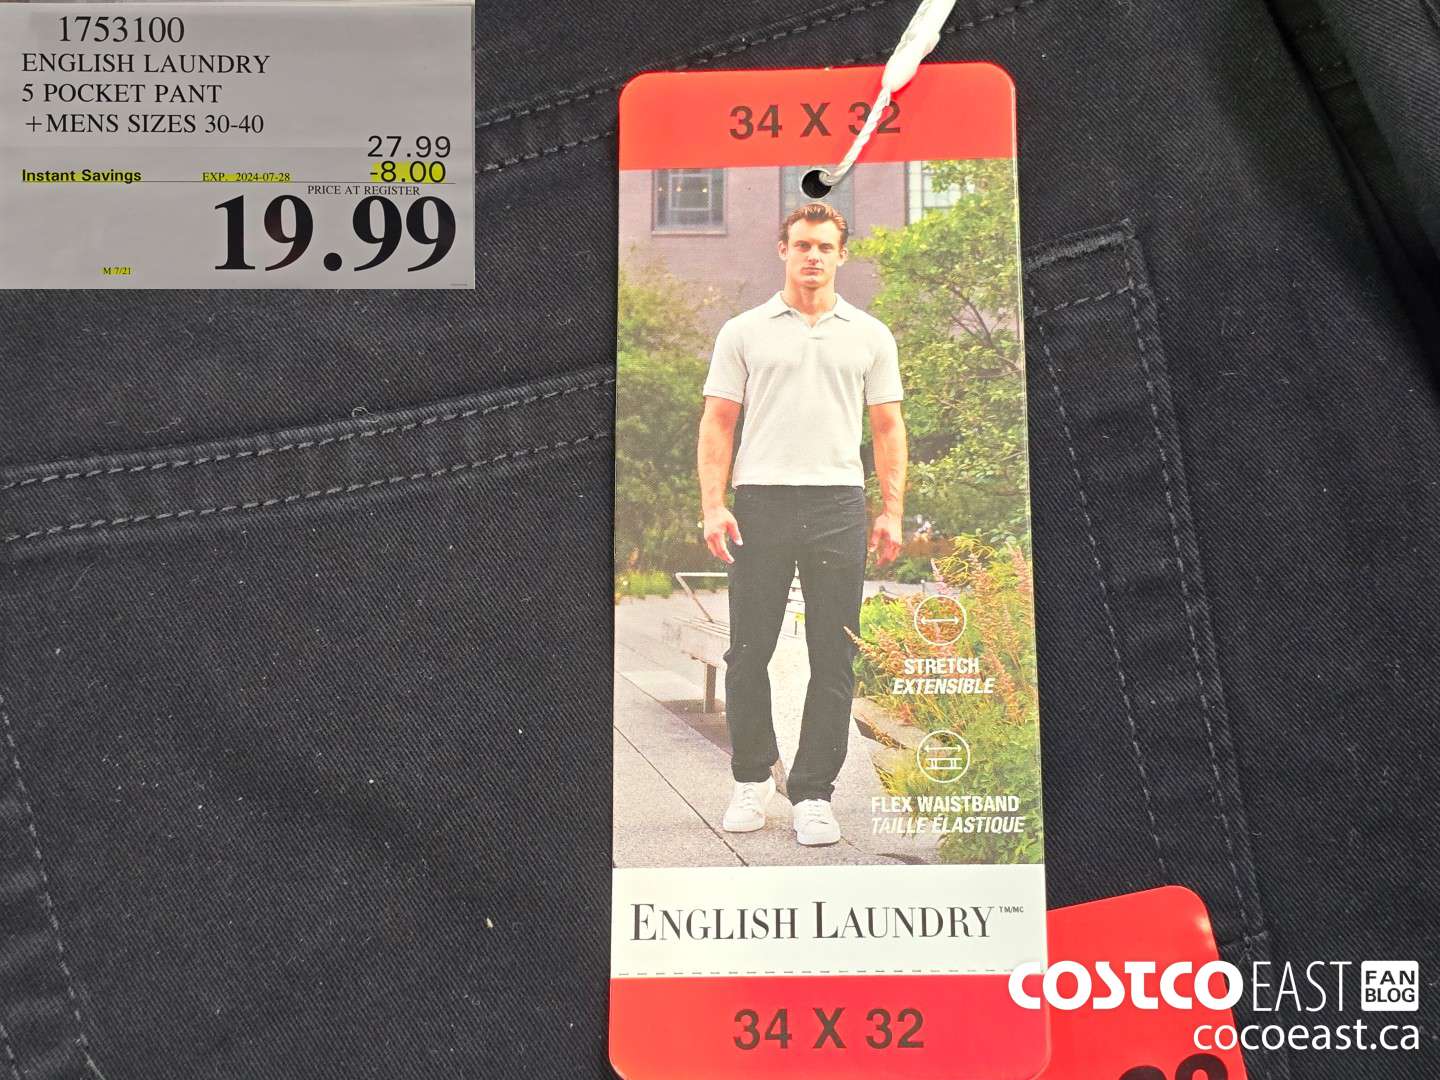 1753100
ENGLISH LAUNDRY
5 POCKET PANT
+MENS SIZES 30-40
27.99
Instant Savings EXP. 2024-07-28 -8.00
PRICE AT REGISTER
19.99
M 7/21
34 X 32
STRETCH
EXTENSIBLE
FLEX WAISTBAND
TAILLE ÉLASTIQUE
ENGLISH LAUNDRY TM/MC
34 X 32
COSTCO EAST FAN BLOG
cocoeast.ca